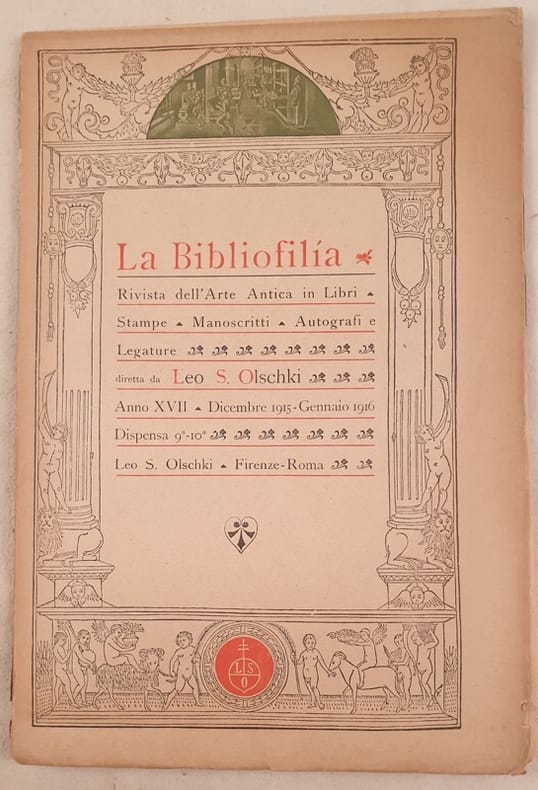 La Bibliofilía
Rivista dell'Arte Antica in Libri
Stampe ▲ Manoscritti ▲ Autografi e
Legature
diretta da Leo S. Olschki
Anno XVII ▲ Dicembre 1915-Gennaio 1916
Dispensa 9ª-10ª
Leo S. Olschki ▲ Firenze-Roma
L S
O